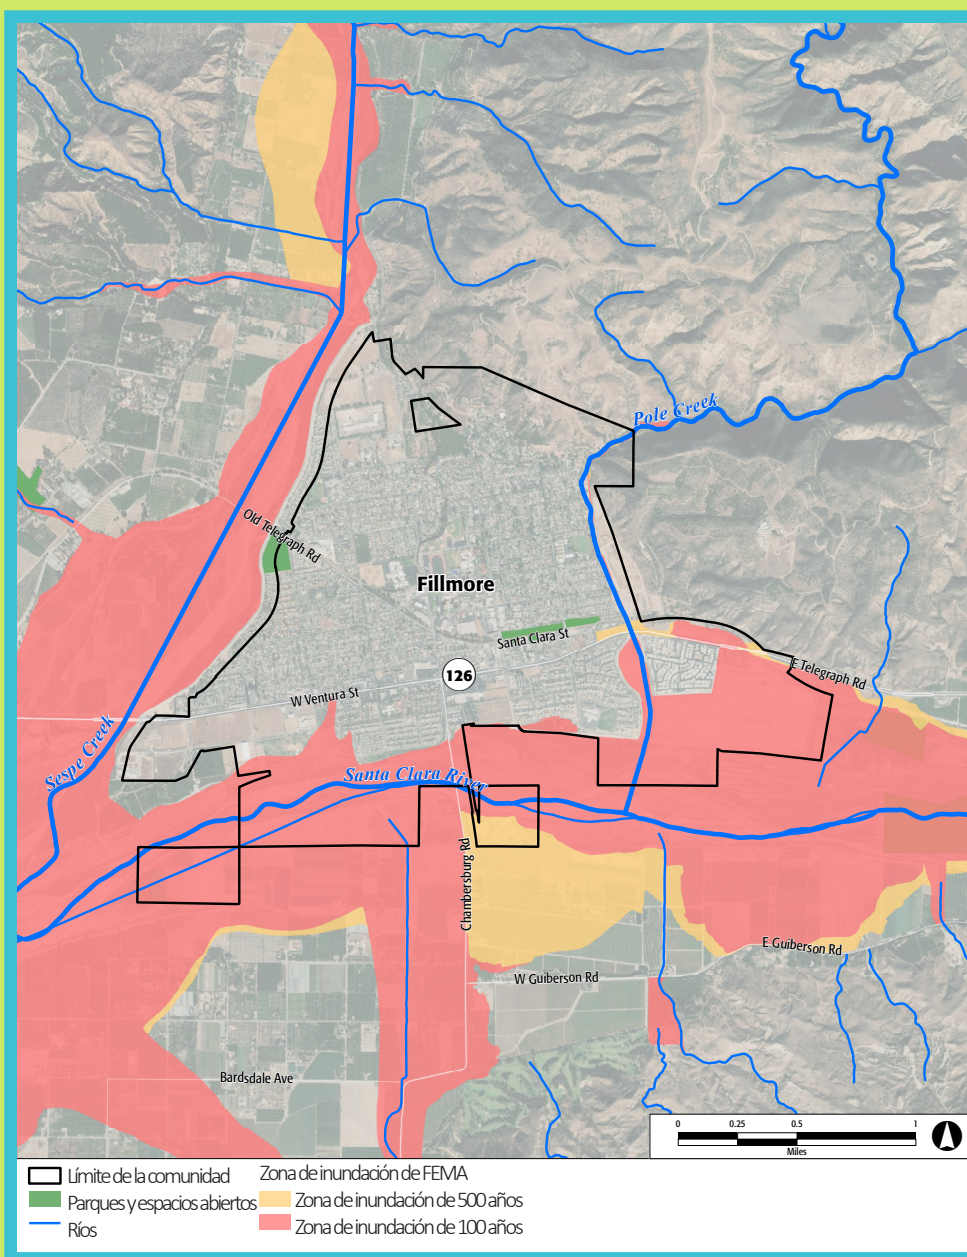 Pole Creek
Old Telegraph Rd
Fillmore
Santa Clara St
126
E Telegraph Rd
W Ventura St
Sespe Creek
Santa Clara River
Chambersburg Rd
E Guiberson Rd
W Guiberson Rd
Bardsdale Ave
0 0.25 0.5 1
Miles
Límite de la comunidad
Parques y espacios abiertos
Ríos
Zona de inundación de FEMA
Zona de inundación de 500 años
Zona de inundación de 100 años